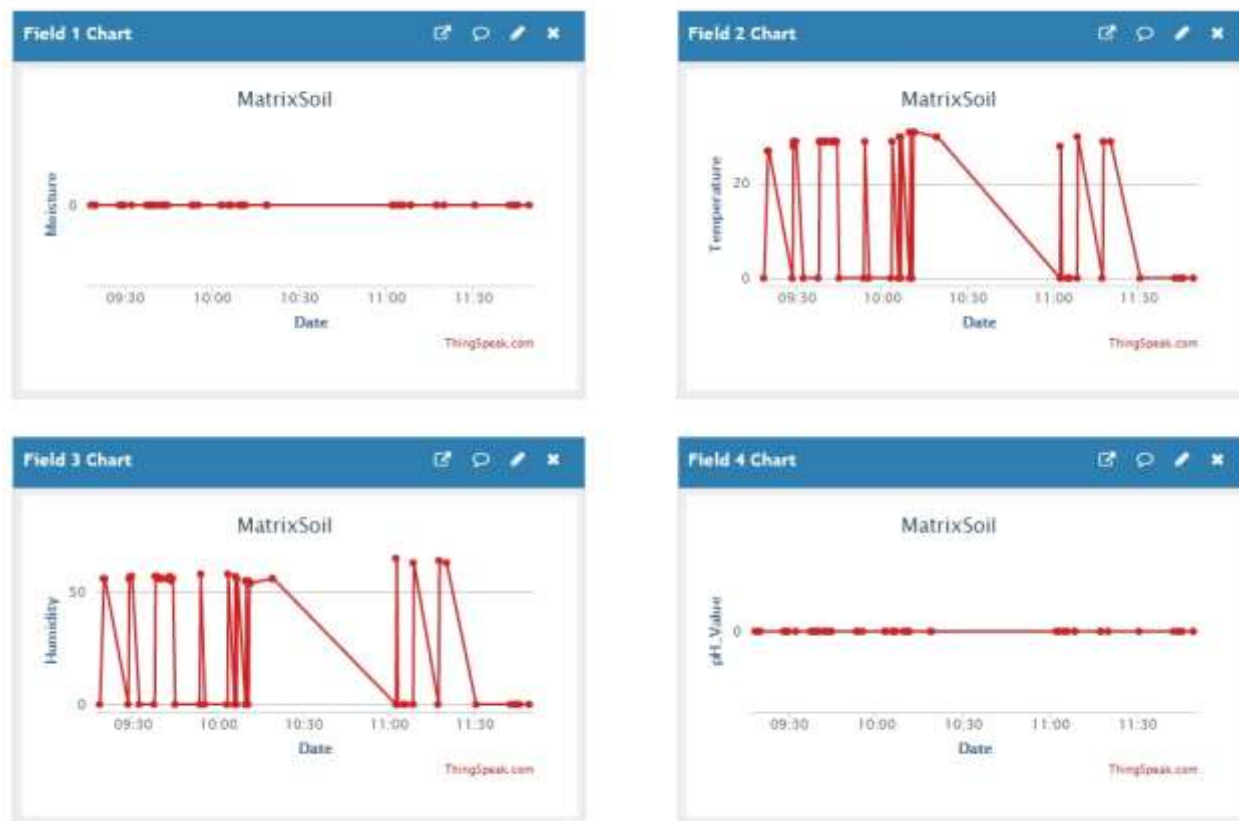 Field 1 Chart
MatrixSoil
Moisture
0
09:30 10:00 10:30 11:00 11:30
Date
ThingSpeak.com
Field 2 Chart
MatrixSoil
Temperature
20
0
09:30 10:00 10:30 11:00 11:30
Date
ThingSpeak.com
Field 3 Chart
MatrixSoil
Humidity
50
0
09:30 10:00 10:30 11:00 11:30
Date
ThingSpeak.com
Field 4 Chart
MatrixSoil
pH_Value
0
09:30 10:00 10:30 11:00 11:30
Date
ThingSpeak.com